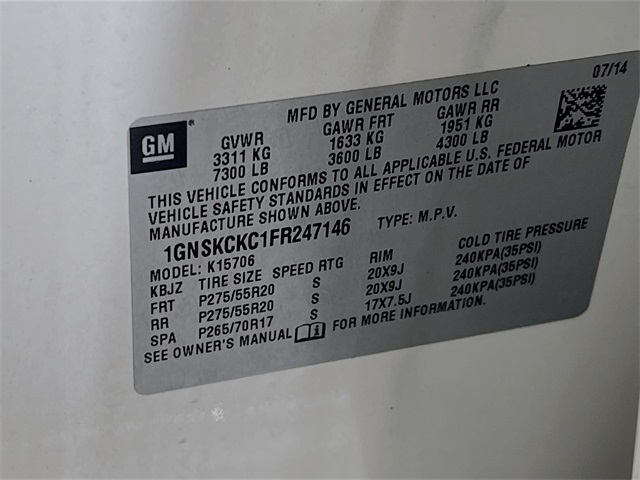 07/14
MFD BY GENERAL MOTORS LLC
GM®
GVWR GAWR FRT GAWR RR
3311 KG 1633 KG 1951 KG
7300 LB 3600 LB 4300 LB
THIS VEHICLE CONFORMS TO ALL APPLICABLE U.S. FEDERAL MOTOR
VEHICLE SAFETY STANDARDS IN EFFECT ON THE DATE OF
MANUFACTURE SHOWN ABOVE.
1GNSKCKC1FR247146 TYPE: M.P.V.
MODEL: K15706
KBJZ TIRE SIZE SPEED RTG RIM COLD TIRE PRESSURE
FRT P275/55R20 S 20X9J 240KPA(35PSI)
RR P275/55R20 S 20X9J 240KPA(35PSI)
SPA P265/70R17 S 17X7.5J 240KPA(35PSI)
SEE OWNER'S MANUAL FOR MORE INFORMATION.